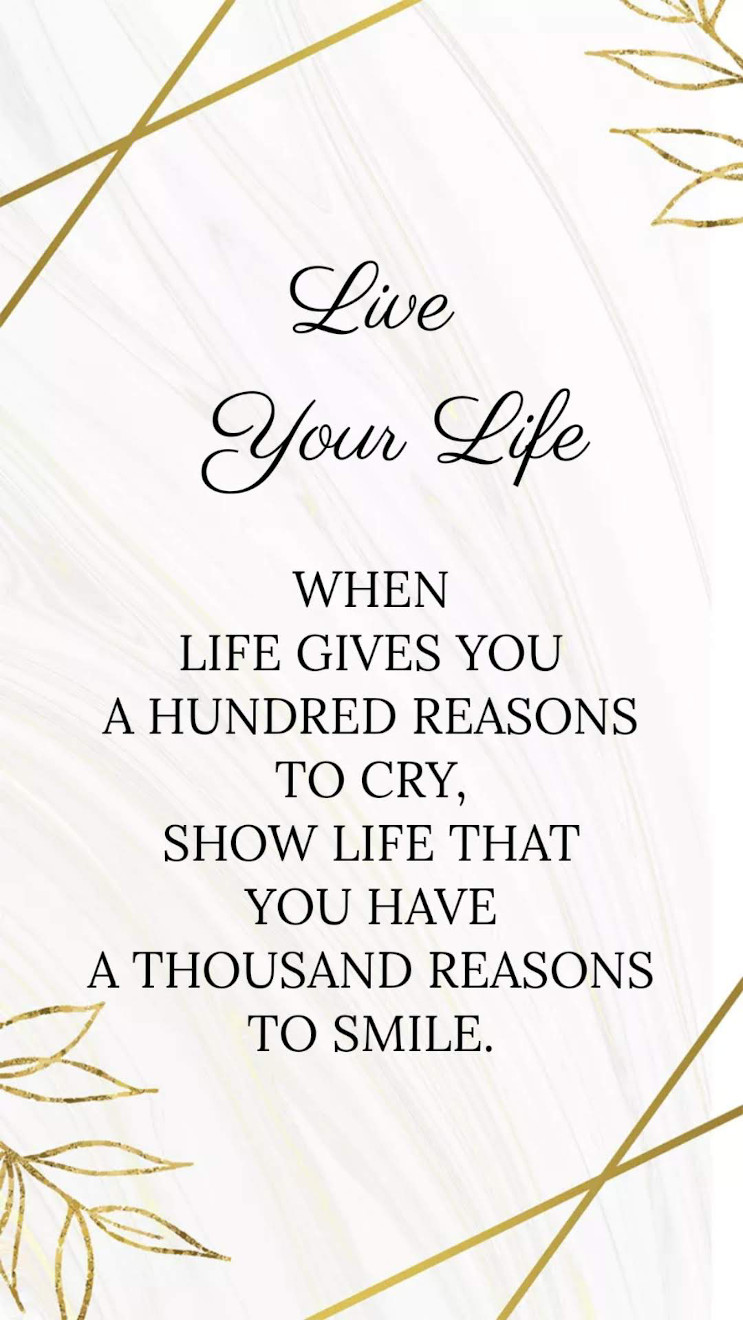 Live
Your Life
WHEN
LIFE GIVES YOU
A HUNDRED REASONS
TO CRY,
SHOW LIFE THAT
YOU HAVE
A THOUSAND REASONS
TO SMILE.